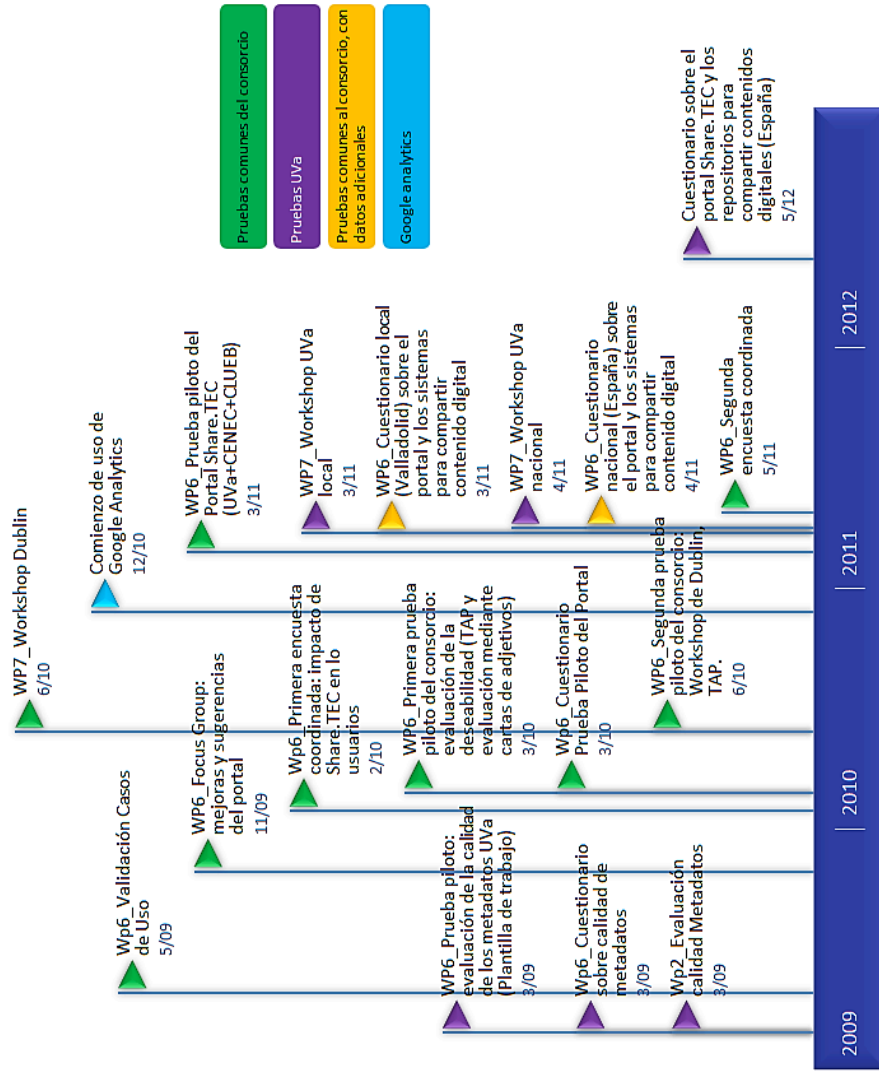 WP7_Workshop Dublin
6/10
Comienzo de uso de
Google Analytics
12/10
Wp6_Validación Casos
de Uso
5/09
WP6_Focus Group:
mejoras y sugerencias
del portal
11/09
WP6_Prueba piloto del
Portal Share.TEC
(UVa+CENEC+CLUEB)
3/11
Wp6_Primera encuesta
coordinada: impacto de
Share.TEC en lo
usuarios
2/10
WP7_Workshop UVa
local
3/11
WP6_Cuestionario local
(Valladolid) sobre el
portal y los sistemas
para compartir
contenido digital
3/11
WP6_Primera prueba
piloto del consorcio:
evaluación de la
deseabilidad (TAP y
evaluación mediante
cartas de adjetivos)
3/10
WP6_Prueba piloto:
evaluación de la calidad
de los metadatos UVa
(Plantilla de trabajo)
3/09
WP7_Workshop UVa
nacional
4/11
Wp6_Cuestionario
Prueba Piloto del Portal
3/10
Wp6_Cuestionario
sobre calidad de
metadatos
3/09
WP6_Cuestionario
nacional (España) sobre
el portal y los sistemas
para compartir
contenido digital
4/11
WP6_Segunda prueba
piloto del consorcio:
Workshop de Dublin,
TAP.
6/10
Wp2_Evaluación
calidad Metadatos
3/09
WP6_Segunda
encuesta coordinada
5/11
Cuestionario sobre el
portal Share.TEC y los
repositorios para
compartir contenidos
digitales (España)
5/12
Pruebas comunes del consorcio
Pruebas UVa
Pruebas comunes al consorcio, con
datos adicionales
Google analytics
2009
2010
2011
2012